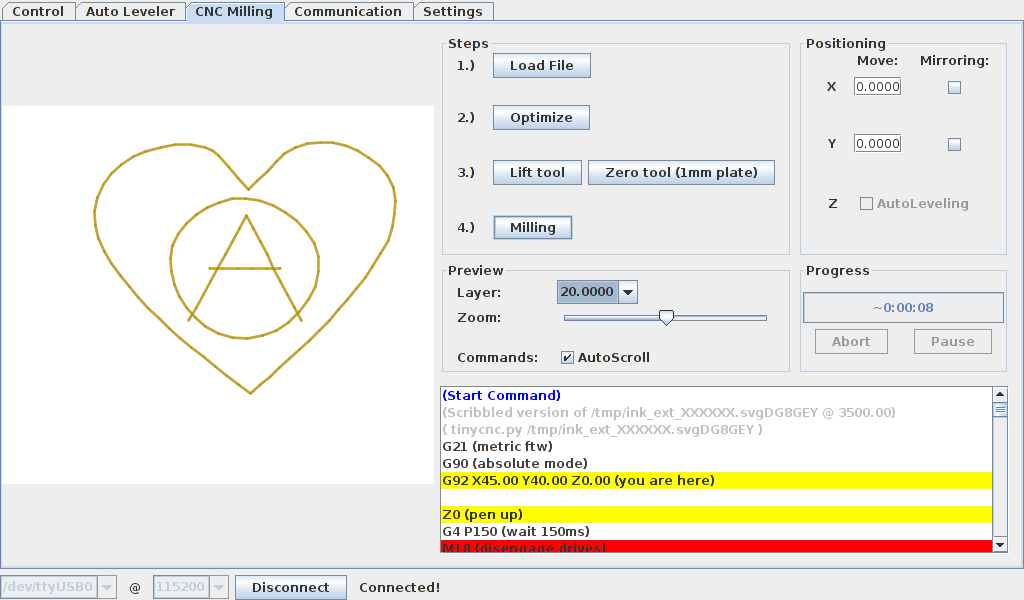 Control Auto Leveler CNC Milling Communication Settings
Steps
1.) Load File
2.) Optimize
3.) Lift tool Zero tool (1mm plate)
4.) Milling
Positioning
Move: Mirroring:
X 0.0000
Y 0.0000
Z AutoLeveling
Preview
Layer: 20.0000
Zoom:
Commands: AutoScroll
Progress
~0:00:08
Abort Pause
(Start Command)
(Scribbled version of /tmp/ink_ext_XXXXXX.svgDG8GEY @ 3500.00)
( tinycnc.py /tmp/ink_ext_XXXXXX.svgDG8GEY )
G21 (metric ftw)
G90 (absolute mode)
G92 X45.00 Y40.00 Z0.00 (you are here)
Z0 (pen up)
G4 P150 (wait 150ms)
M18 (disengage drives)
/dev/ttyUSB0 @ 115200 Disconnect Connected!
A